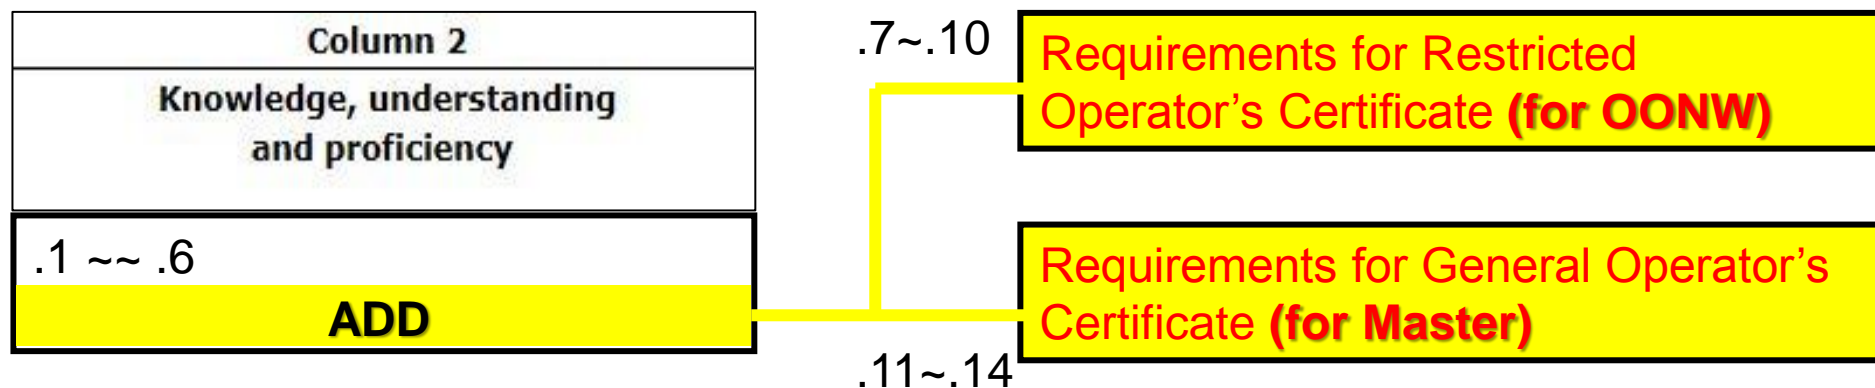 Column 2
Knowledge, understanding
and proficiency
.1 ~~ .6
ADD
.7~.10
Requirements for Restricted
Operator’s Certificate (for OONW)
Requirements for General Operator’s
Certificate (for Master)
.11~.14